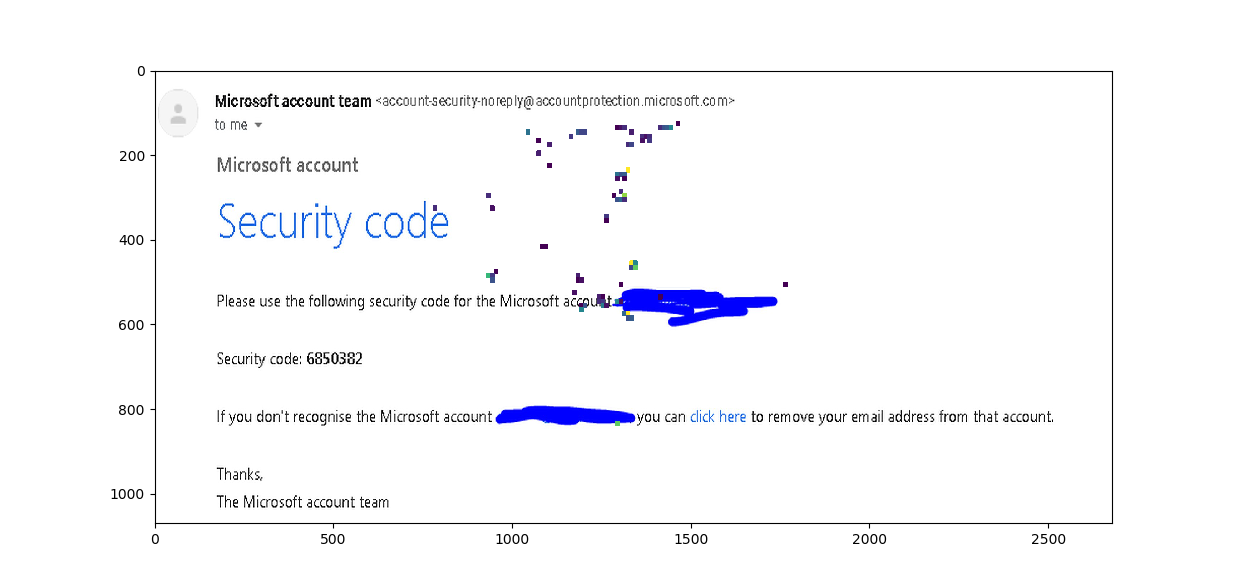 0
200
400
600
800
1000
Microsoft account team <account-security-noreply@accountprotection.microsoft.com>
to me
Microsoft account
Security code
Please use the following security code for the Microsoft account
Security code: 6850382
If you don't recognise the Microsoft account you can click here to remove your email address from that account.
Thanks,
The Microsoft account team
0 500 1000 1500 2000 2500